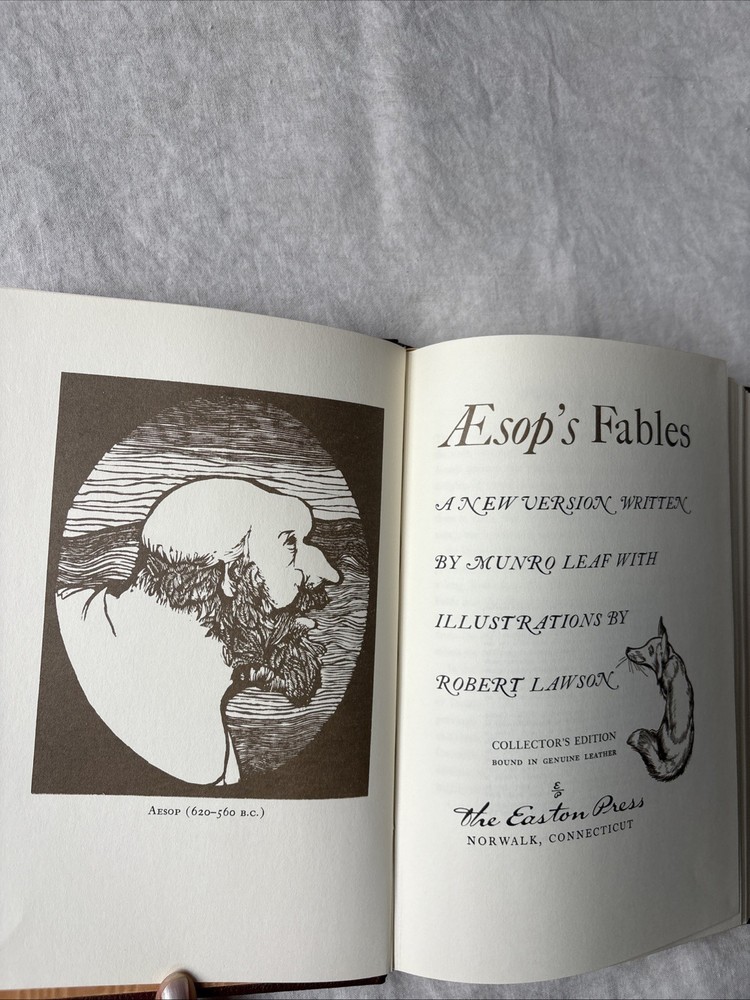 AESOP (620–560 B.C.)
Æsop's Fables
A NEW VERSION WRITTEN
BY MUNRO LEAF WITH
ILLUSTRATIONS BY
ROBERT LAWSON
COLLECTOR'S EDITION
BOUND IN GENUINE LEATHER
E/P
The Easton Press
NORWALK, CONNECTICUT